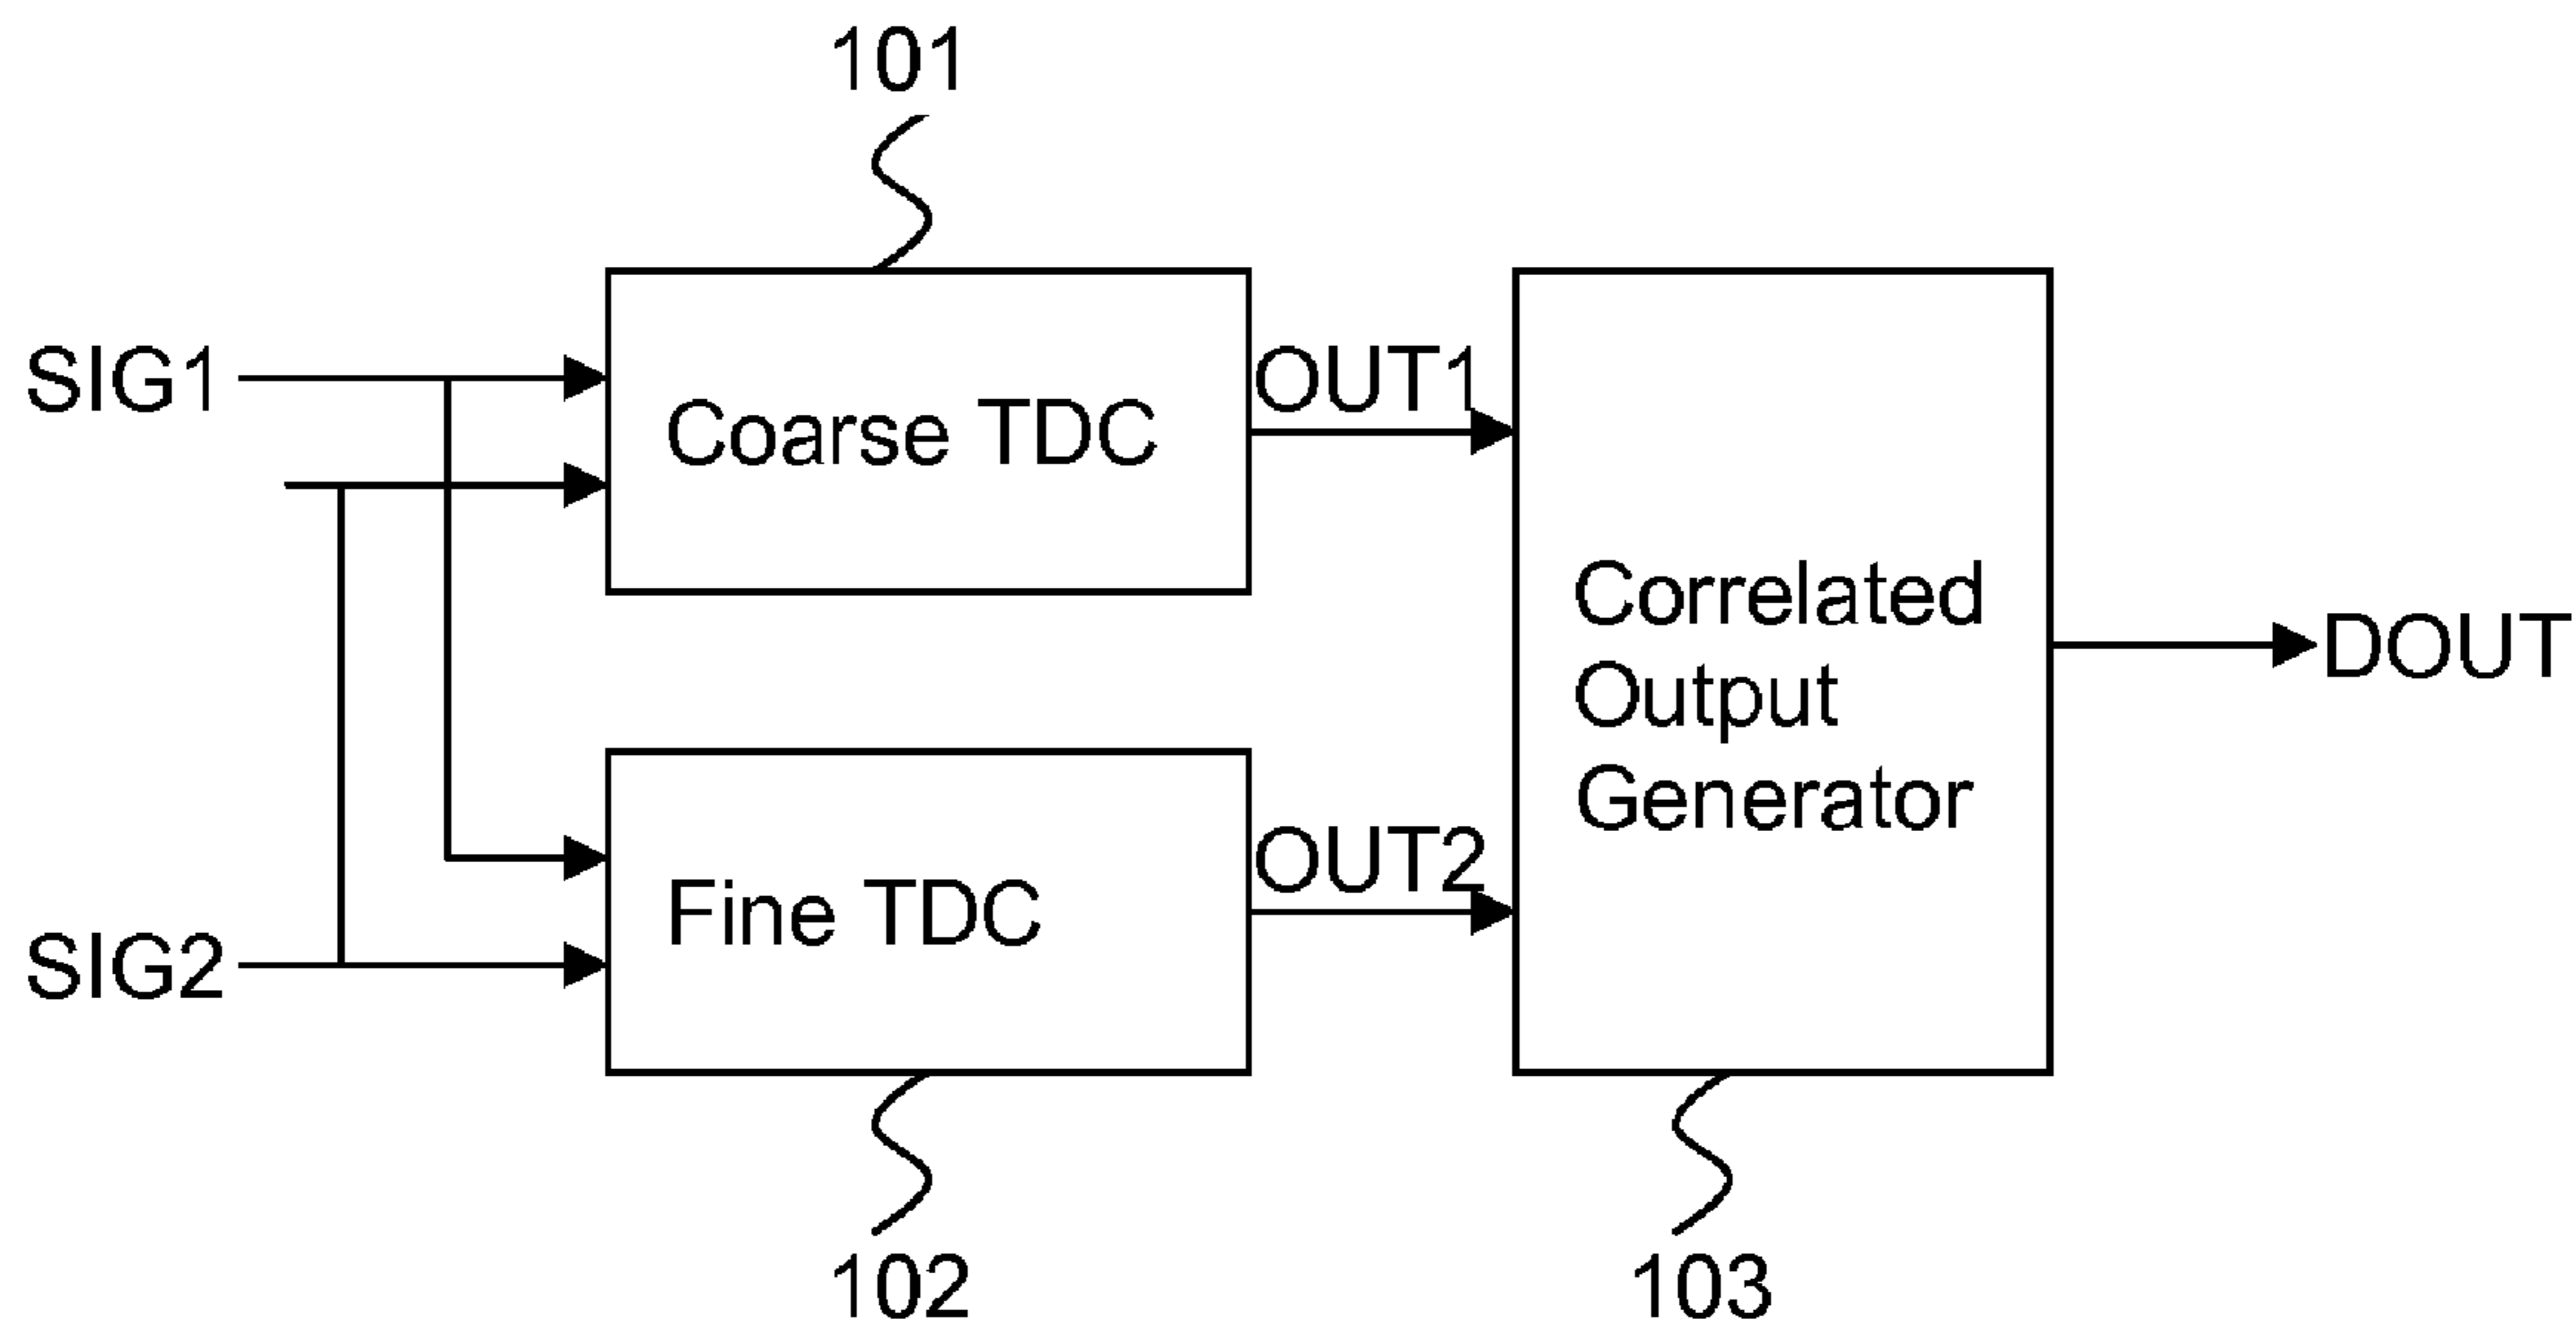 101
SIG1
Coarse TDC
OUT1
Correlated
Output
Generator
DOUT
SIG2
Fine TDC
OUT2
102
103